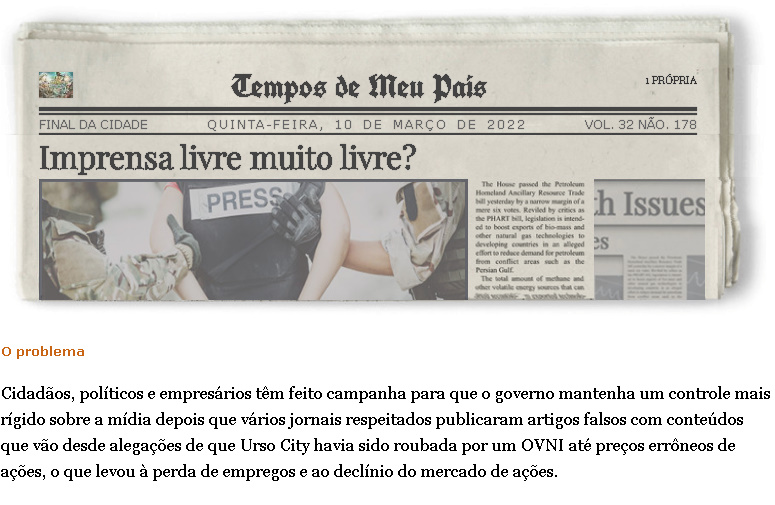 Tempos de Meu País
1 PRÓPRIA
FINAL DA CIDADE
QUINTA-FEIRA, 10 DE MARÇO DE 2022
VOL. 32 NÃO. 178
Imprensa livre muito livre?
PRESS
The House passed the Petroleum
Homeland Ancillary Resource Trade
bill yesterday by a narrow margin of a
mere six votes. Reviled by critics as
the PHART bill, legislation is intend-
ed to boost exports of bio-mass and
other natural gas technologies to
developing countries in an alleged
effort to reduce demand for petroleum
from conflict areas such as the
Persian Gulf.
The total amount of methane and
other volatile energy sources that can
th Issues
es
O problema
Cidadãos, políticos e empresários têm feito campanha para que o governo mantenha um controle mais
rígido sobre a mídia depois que vários jornais respeitados publicaram artigos falsos com conteúdos
que vão desde alegações de que Urso City havia sido roubada por um OVNI até preços errôneos de
ações, o que levou à perda de empregos e ao declínio do mercado de ações.